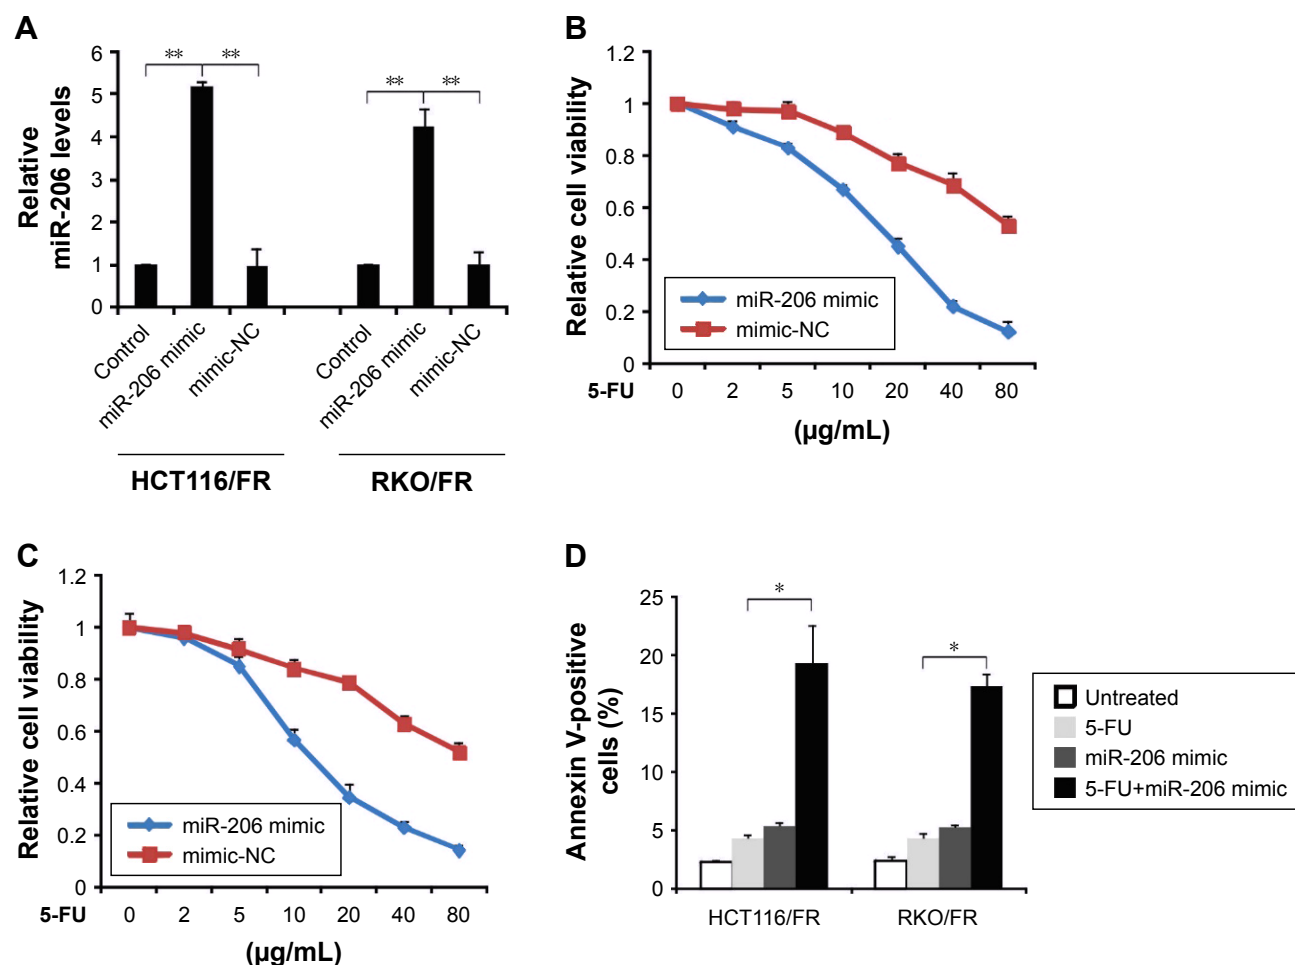 A
Relative
miR-206 levels
6
5
4
3
2
1
0
** **
** **
Control
miR-206 mimic
mimic-NC
Control
miR-206 mimic
mimic-NC
HCT116/FR
RKO/FR
B
Relative cell viability
1.2
1
0.8
0.6
0.4
0.2
0
miR-206 mimic
mimic-NC
5-FU 0 2 5 10 20 40 80
(µg/mL)
C
Relative cell viability
1.2
1
0.8
0.6
0.4
0.2
0
miR-206 mimic
mimic-NC
5-FU 0 2 5 10 20 40 80
(µg/mL)
D
Annexin V-positive
cells (%)
25
20
15
10
5
0
*
*
HCT116/FR RKO/FR
Untreated
5-FU
miR-206 mimic
5-FU+miR-206 mimic